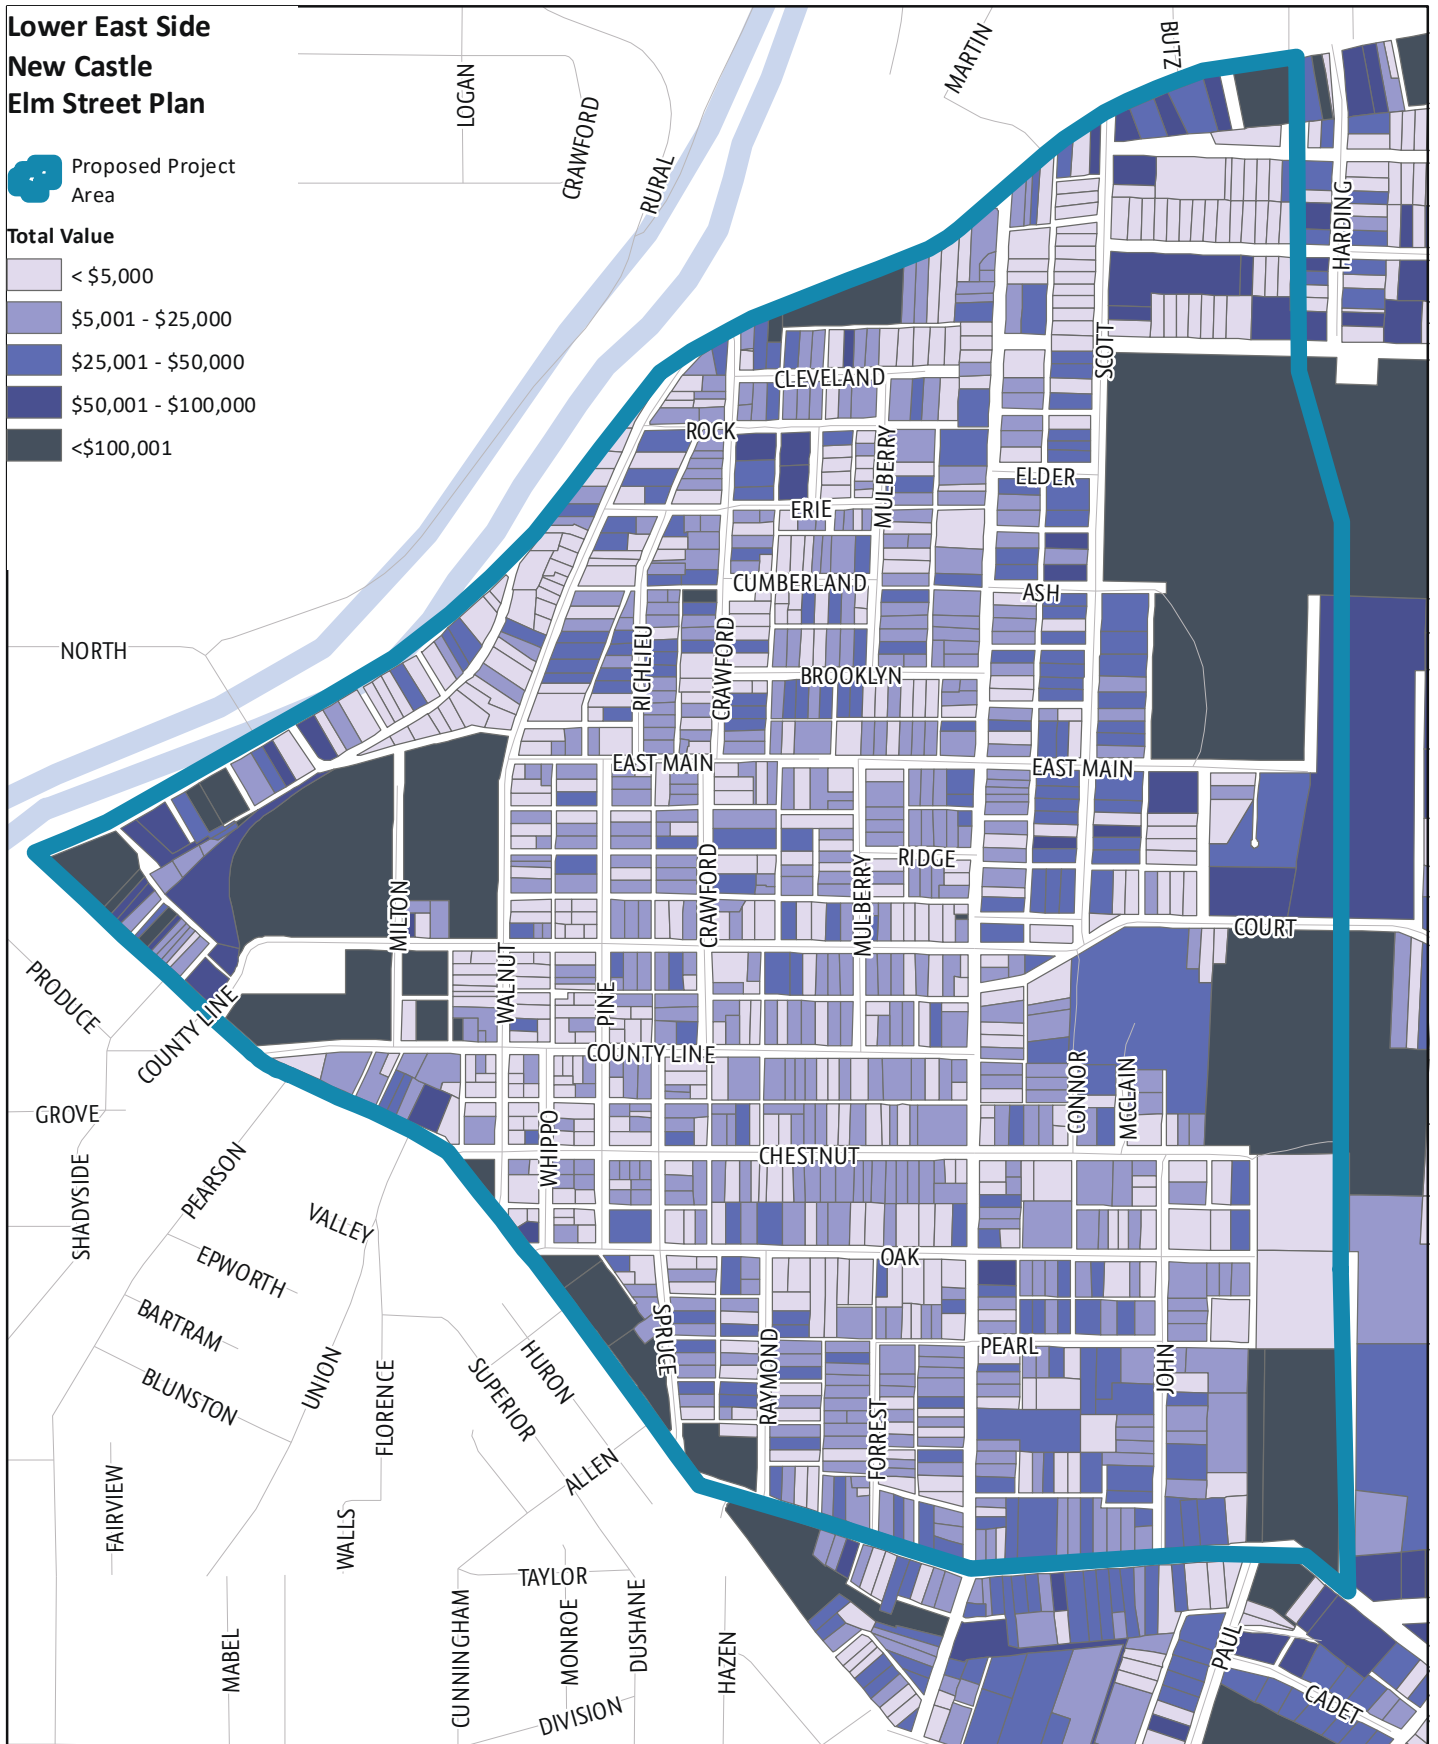 Lower East Side
New Castle
Elm Street Plan
Proposed Project
Area
Total Value
< $5,000
$5,001 - $25,000
$25,001 - $50,000
$50,001 - $100,000
<$100,001
LOGAN
CRAWFORD
RURAL
MARTIN
BUTZ
HARDING
SCOTT
CLEVELAND
ROCK
MULBERRY
ELDER
ERIE
CUMBERLAND
ASH
NORTH
RICHLIEU
CRAWFORD
BROOKLYN
EAST MAIN
EAST MAIN
RIDGE
MILTON
CRAWFORD
MULBERRY
COURT
WALNUT
PINE
PRODUCE
COUNTY LINE
COUNTY LINE
CONNOR
MCCLAIN
GROVE
WHIPPO
CHESTNUT
SHADYSIDE
PEARSON
VALLEY
EPWORTH
OAK
BARTRAM
SPRUCE
HURON
RAYMOND
PEARL
JOHN
BLUNSTON
UNION
FLORENCE
SUPERIOR
FORREST
ALLEN
FAIRVIEW
WALLS
TAYLOR
MABEL
CUNNINGHAM
MONROE
DUSHANE
HAZEN
PAUL
DIVISION
CADET